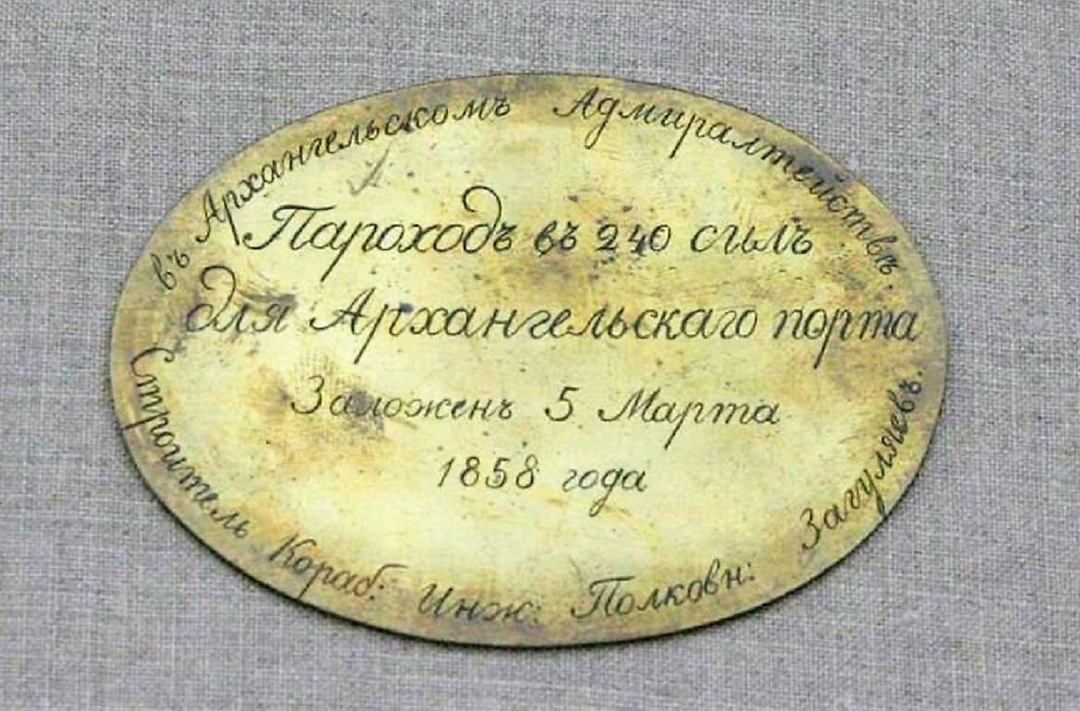 въ Архангельскомъ Адмиралтействѣ.
Пароходъ въ 240 силъ
для Архангельскаго порта
Заложенъ 5 Марта
1858 года
Строитель Кораб: Инж: Полковн: Загуляевъ.